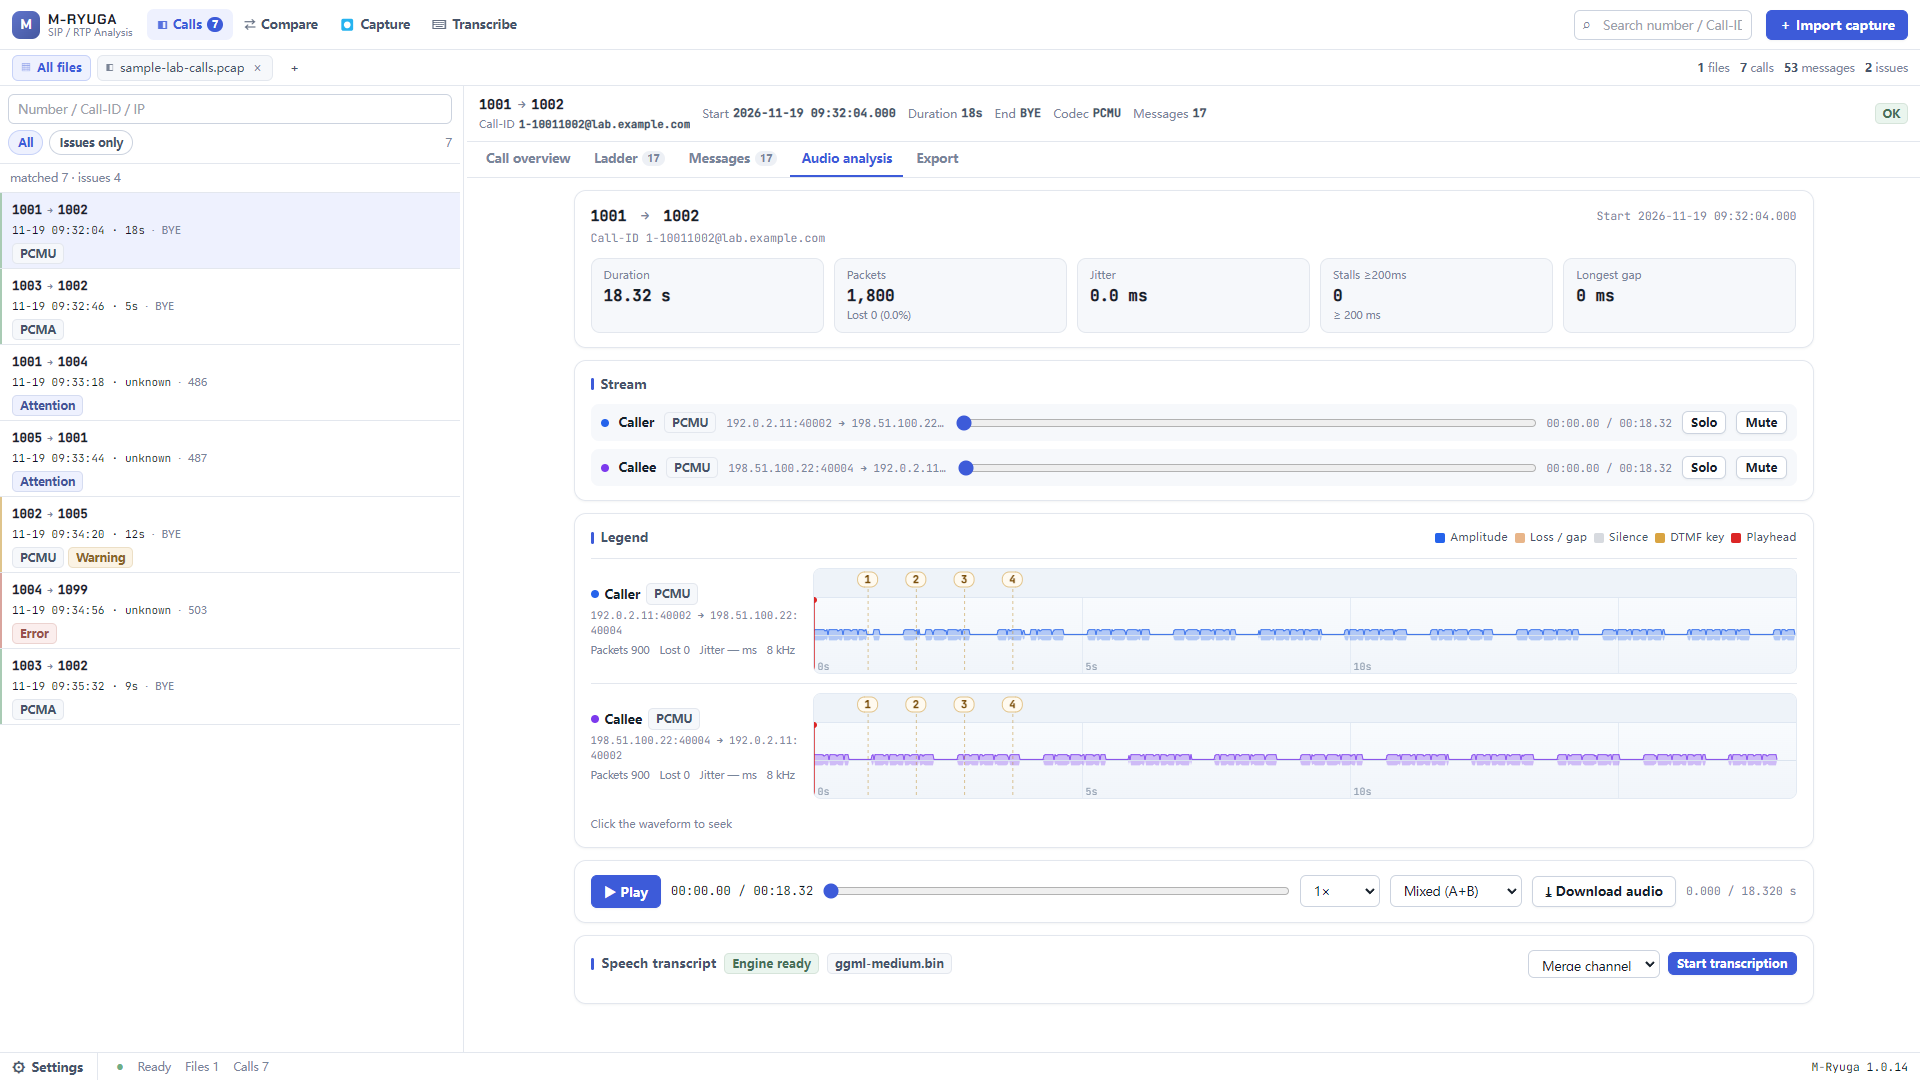 M M-RYUGA
SIP / RTP Analysis
Calls 7
Compare
Capture
Transcribe
Search number / Call-ID
+ Import capture
All files
sample-lab-calls.pcap ×
+
1 files 7 calls 53 messages 2 issues
Number / Call-ID / IP
All
Issues only
7
matched 7 · issues 4
1001 → 1002
11-19 09:32:04 · 18s · BYE
PCMU
1003 → 1002
11-19 09:32:46 · 5s · BYE
PCMA
1001 → 1004
11-19 09:33:18 · unknown · 486
Attention
1005 → 1001
11-19 09:33:44 · unknown · 487
Attention
1002 → 1005
11-19 09:34:20 · 12s · BYE
PCMU Warning
1004 → 1099
11-19 09:34:56 · unknown · 503
Error
1003 → 1002
11-19 09:35:32 · 9s · BYE
PCMA
1001 → 1002
Call-ID 1-10011002@lab.example.com
Start 2026-11-19 09:32:04.000 Duration 18s End BYE Codec PCMU Messages 17
OK
Call overview
Ladder 17
Messages 17
Audio analysis
Export
1001 → 1002
Start 2026-11-19 09:32:04.000
Call-ID 1-10011002@lab.example.com
Duration
18.32 s
Packets
1,800
Lost 0 (0.0%)
Jitter
0.0 ms
Stalls ≥200ms
0
≥ 200 ms
Longest gap
0 ms
Stream
Caller PCMU 192.0.2.11:40002 → 198.51.100.22… 00:00.00 / 00:18.32 Solo Mute
Callee PCMU 198.51.100.22:40004 → 192.0.2.11… 00:00.00 / 00:18.32 Solo Mute
Legend
Amplitude Loss / gap Silence DTMF key Playhead
Caller PCMU
192.0.2.11:40002 → 198.51.100.22:
40004
Packets 900 Lost 0 Jitter — ms 8 kHz
1 2 3 4
0s 5s 10s
Callee PCMU
198.51.100.22:40004 → 192.0.2.11:
40002
Packets 900 Lost 0 Jitter — ms 8 kHz
1 2 3 4
0s 5s 10s
Click the waveform to seek
Play 00:00.00 / 00:18.32
1×
Mixed (A+B)
Download audio
0.000 / 18.320 s
Speech transcript Engine ready ggml-medium.bin
Merge channel
Start transcription
Settings
Ready Files 1 Calls 7
M-Ryuga 1.0.14